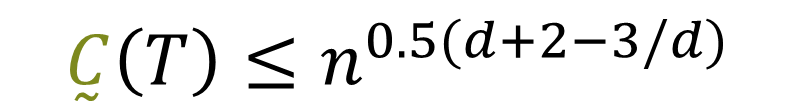 C̰(T) ≤ n^{0.5(d+2−3/d)}